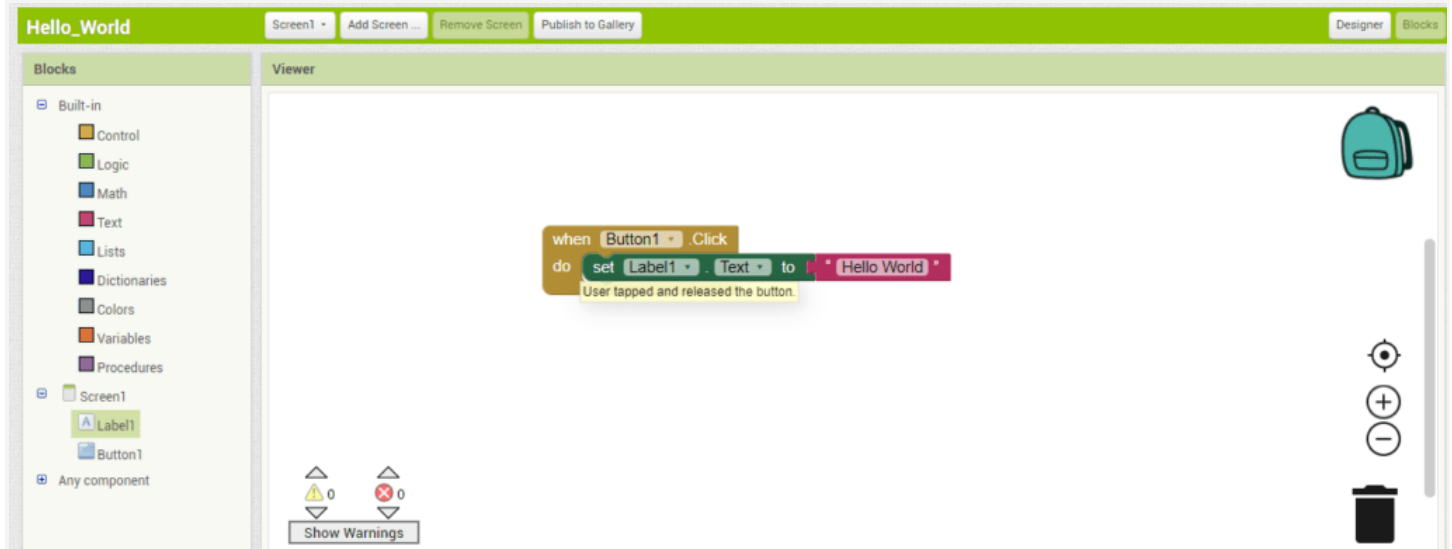 Hello_World
Screen1
Add Screen ...
Remove Screen
Publish to Gallery
Designer
Blocks
Blocks
Viewer
Built-in
Control
Logic
Math
Text
Lists
Dictionaries
Colors
Variables
Procedures
Screen1
A Label1
Button1
Any component
when Button1 .Click
do set Label1 . Text to " Hello World "
User tapped and released the button.
0 0
Show Warnings